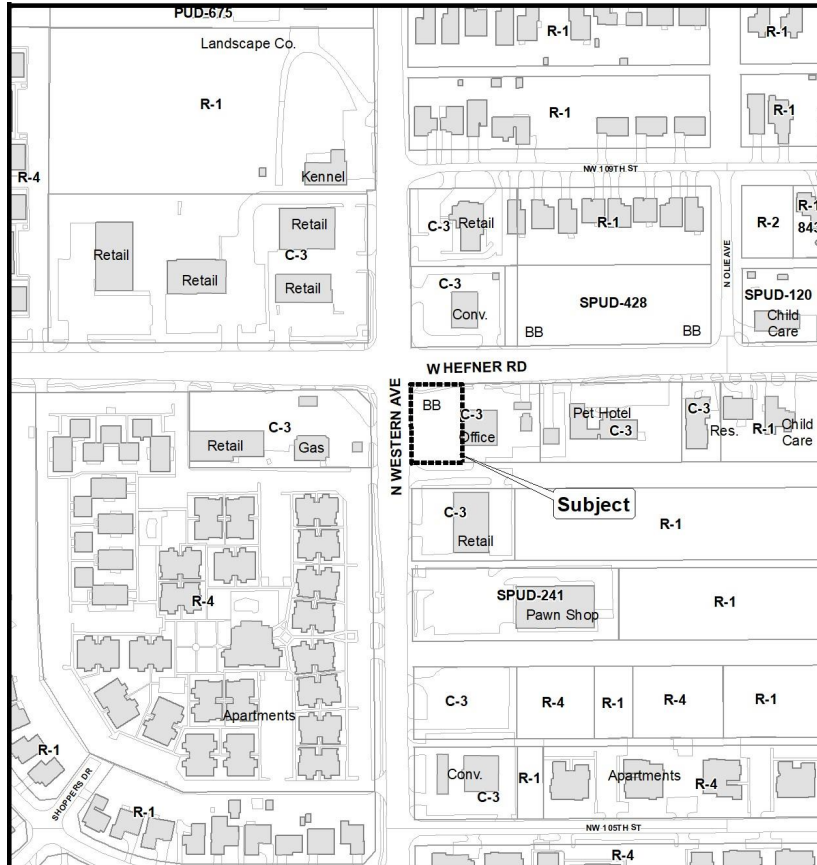 PUD-675
Landscape Co.
R-1
R-1
R-1
R-1
R-1
R-4
Kennel
NW 109TH ST
Retail
Retail
Retail
C-3
Retail
C-3
Retail
R-1
R-2
R-1
843
C-3
Conv.
SPUD-428
BB
BB
N OLIE AVE
SPUD-120
Child
Care
W HEFNER RD
N WESTERN AVE
BB
C-3
Office
Pet Hotel
C-3
C-3
Res.
R-1
Child
Care
C-3
Retail
Gas
Subject
C-3
Retail
R-1
R-4
SPUD-241
Pawn Shop
R-1
Apartments
C-3
R-4
R-1
R-4
R-1
R-1
SHOPPERS DR
R-1
Conv.
C-3
R-1
Apartments
R-4
NW 105TH ST
R-4